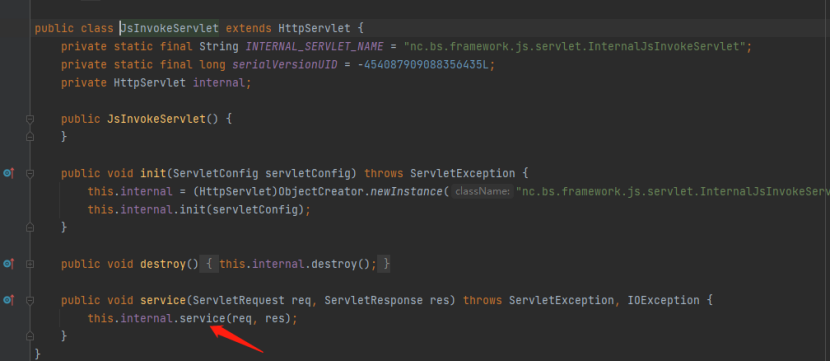 public class JsInvokeServlet extends HttpServlet {
private static final String INTERNAL_SERVLET_NAME = "nc.bs.framework.js.servlet.InternalJsInvokeServlet";
private static final long serialVersionUID = -454087909088356435L;
private HttpServlet internal;
public JsInvokeServlet() {
}
public void init(ServletConfig servletConfig) throws ServletException {
this.internal = (HttpServlet)ObjectCreator.newInstance( className: "nc.bs.framework.js.servlet.InternalJsInvokeServ
this.internal.init(servletConfig);
}
public void destroy() { this.internal.destroy(); }
public void service(ServletRequest req, ServletResponse res) throws ServletException, IOException {
this.internal.service(req, res);
}
}